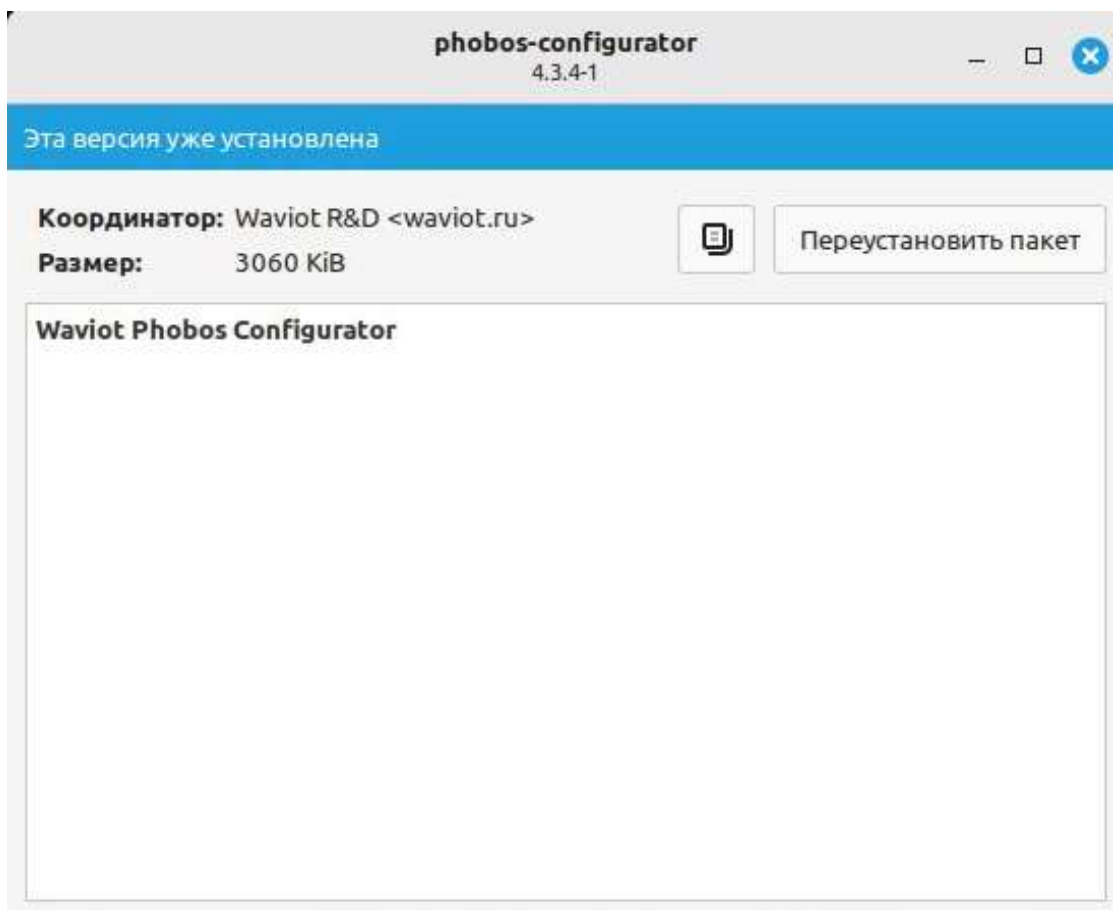 phobos-configurator
4.3.4-1
Эта версия уже установлена
Координатор: Waviot R&D <waviot.ru>
Размер: 3060 KiB
Переустановить пакет
Waviot Phobos Configurator